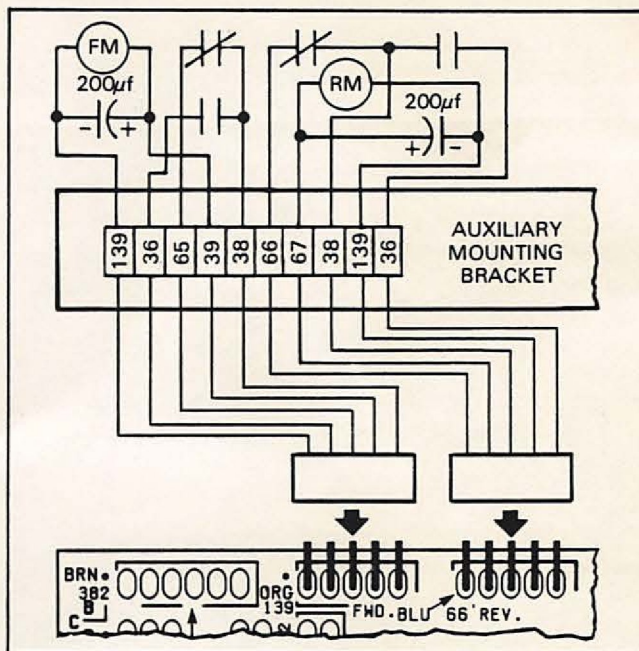 FM
200µf
- +
RM
200µf
+ -
139 36 65 39 38 66 67 38 139 36
AUXILIARY
MOUNTING
BRACKET
BRN.
382
B
C
ORG
139
2
FWD. BLU 66' REV.